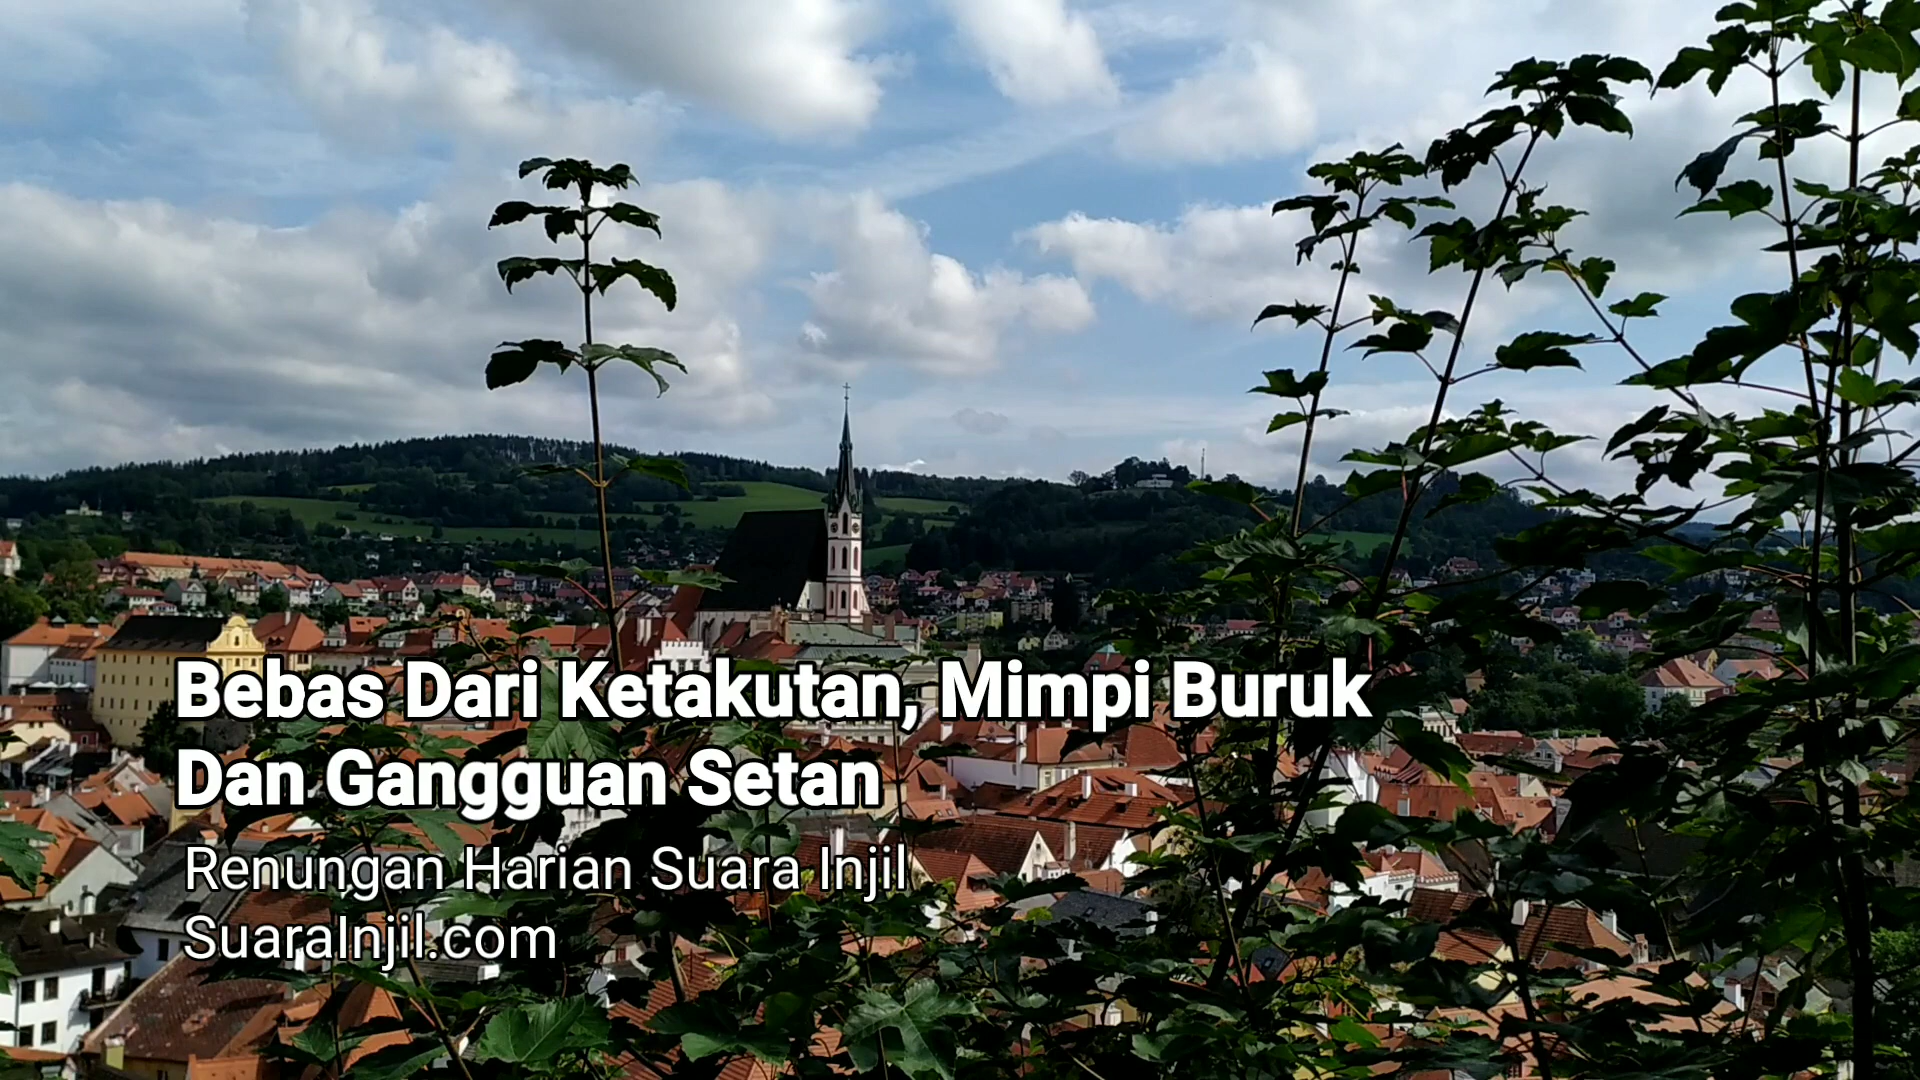 Bebas Dari Ketakutan, Mimpi Buruk
Dan Gangguan Setan
Renungan Harian Suara Injil
SuaraInjil.com